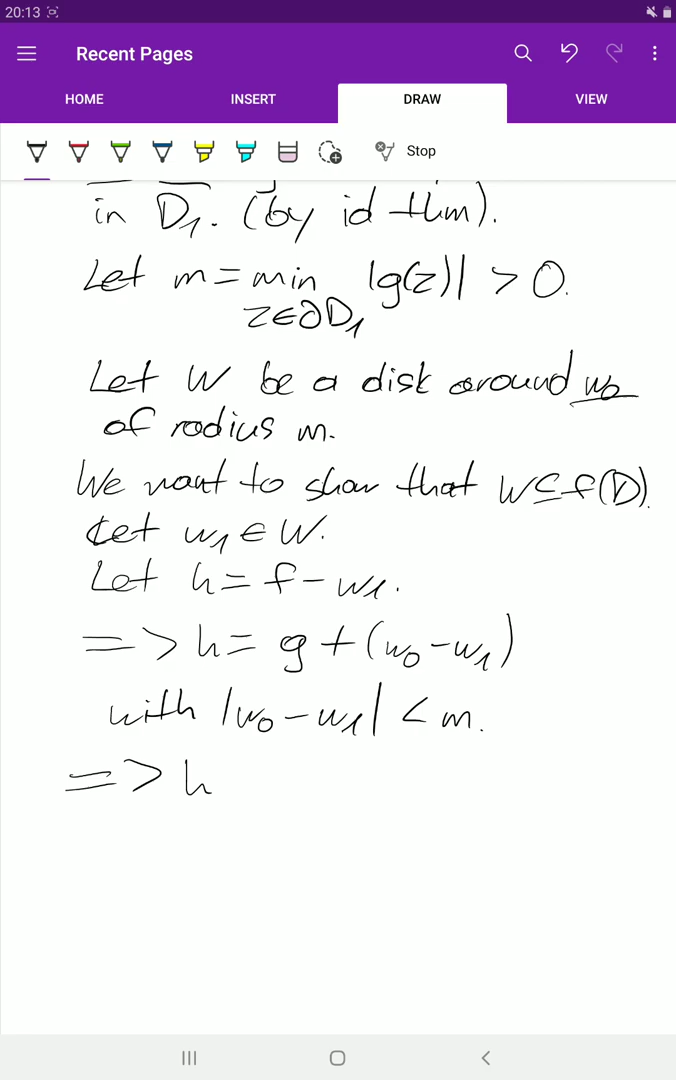 20:13
Recent Pages
HOME INSERT DRAW VIEW
Stop
in D₁. (by id thm).
Let m = min |g(z)| > 0.
z∈∂D₁
Let W be a disk around w₀
of radius m.
We want to show that W⊆f(D).
Let w₁ ∈ W.
Let h = f - w₁.
=> h = g + (w₀ - w₁)
with |w₀ - w₁| < m.
=> h